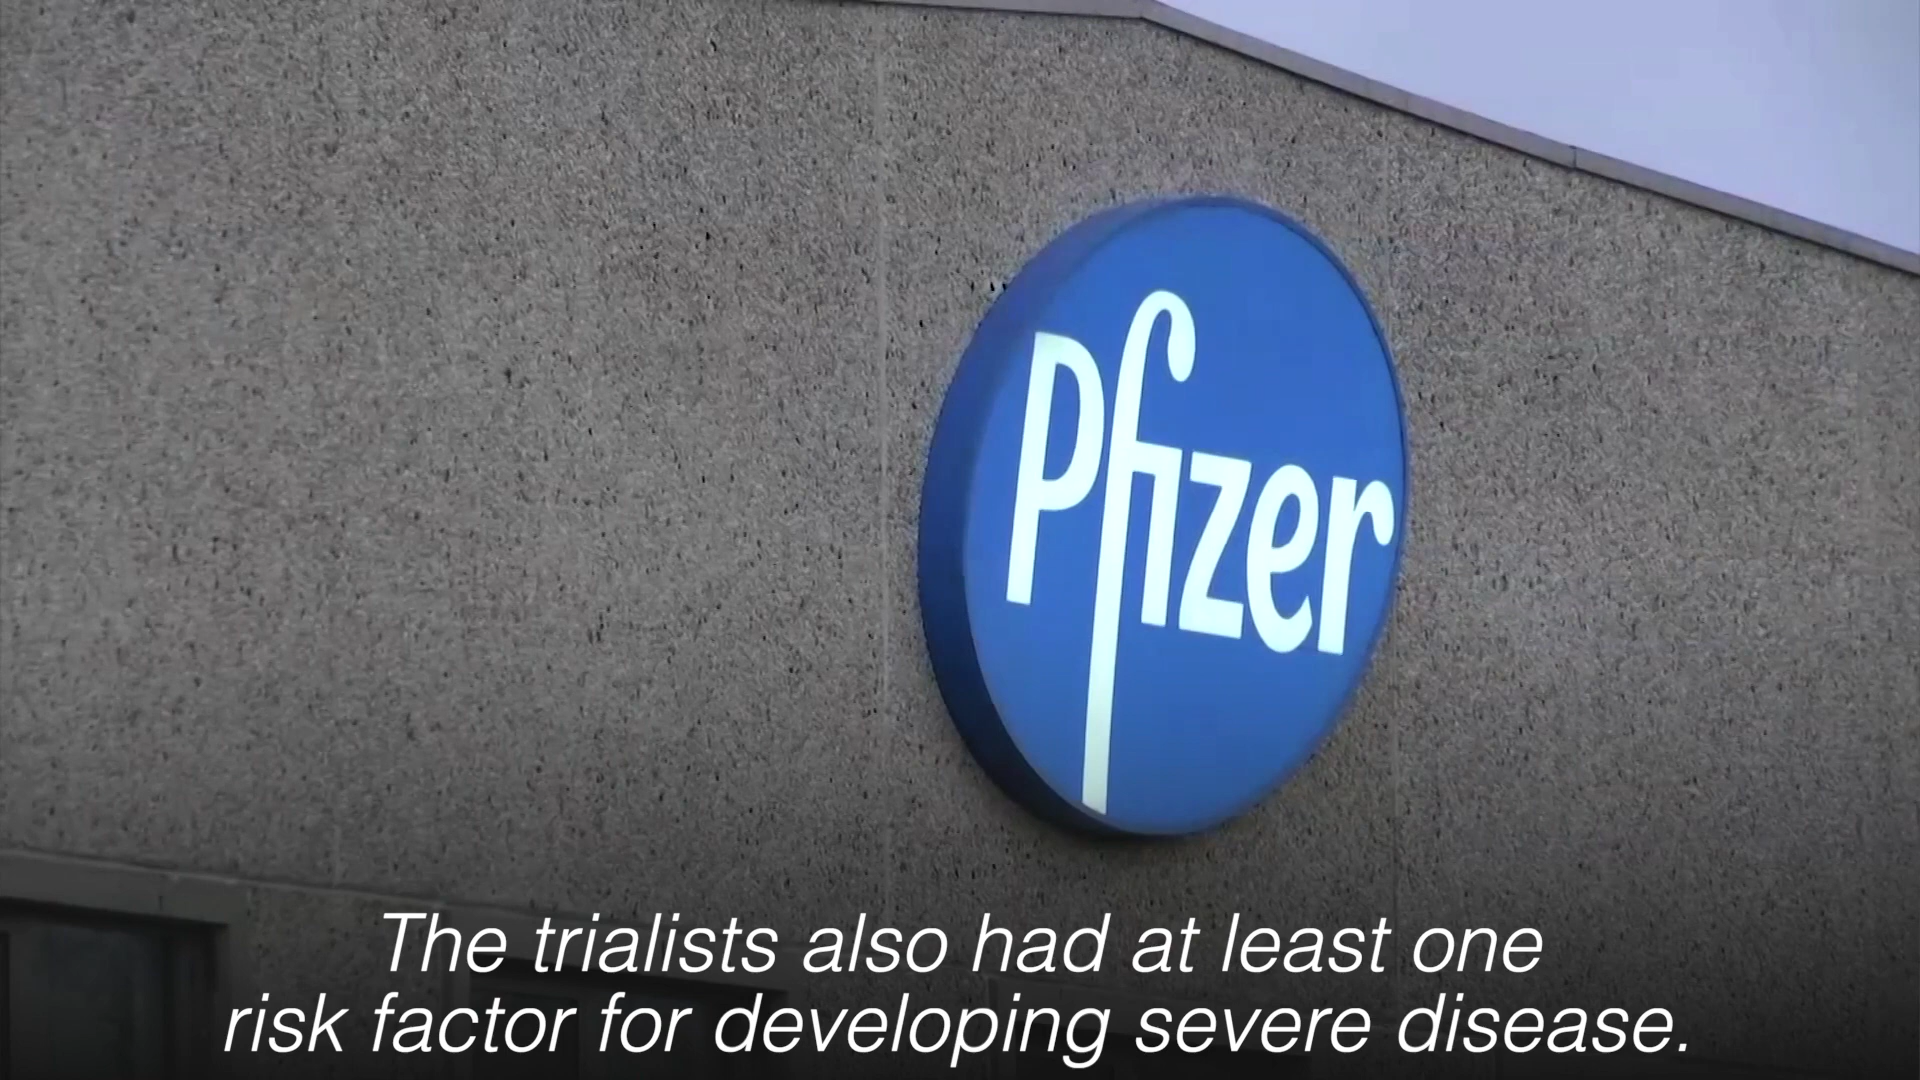 Pfizer
The trialists also had at least one
risk factor for developing severe disease.